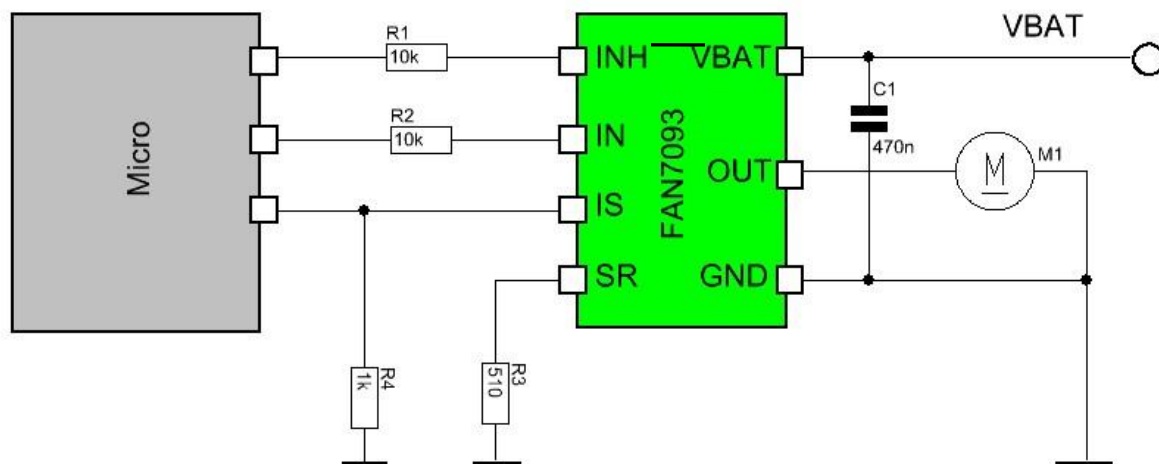 VBAT
R1
10k
INH
VBAT
C1
470n
R2
10k
IN
Micro
FAN7093
OUT
M
M1
IS
SR
GND
R4
1k
R3
510